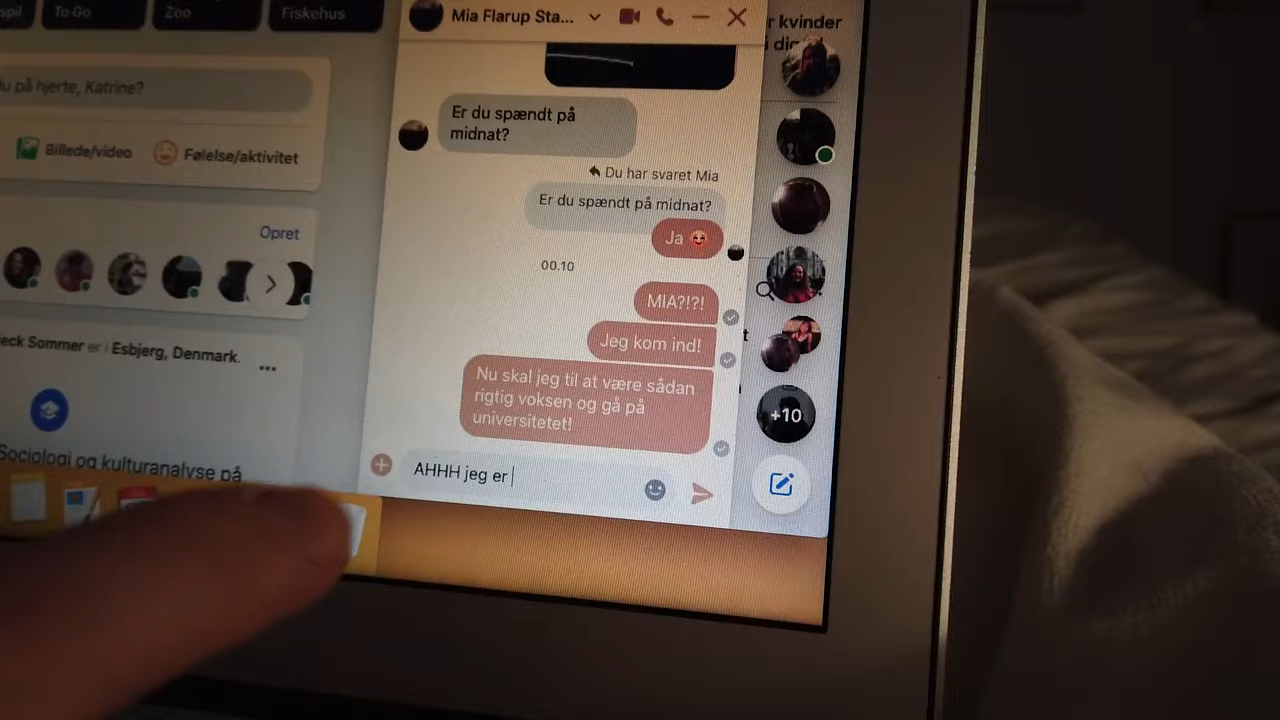 spil
To Go
Zoo
Fiskehus
du på hjerte, Katrine?
Billede/video
Følelse/aktivitet
Opret
eck Sommer er i Esbjerg, Denmark.
Sociologi og kulturanalyse på
Mia Flarup Sta...
Er du spændt på
midnat?
Du har svaret Mia
Er du spændt på midnat?
Ja
00.10
MIA?!?!
Jeg kom ind!
Nu skal jeg til at være sådan
rigtig voksen og gå på
universitetet!
AHHH jeg er
r kvinder
i dig
+10